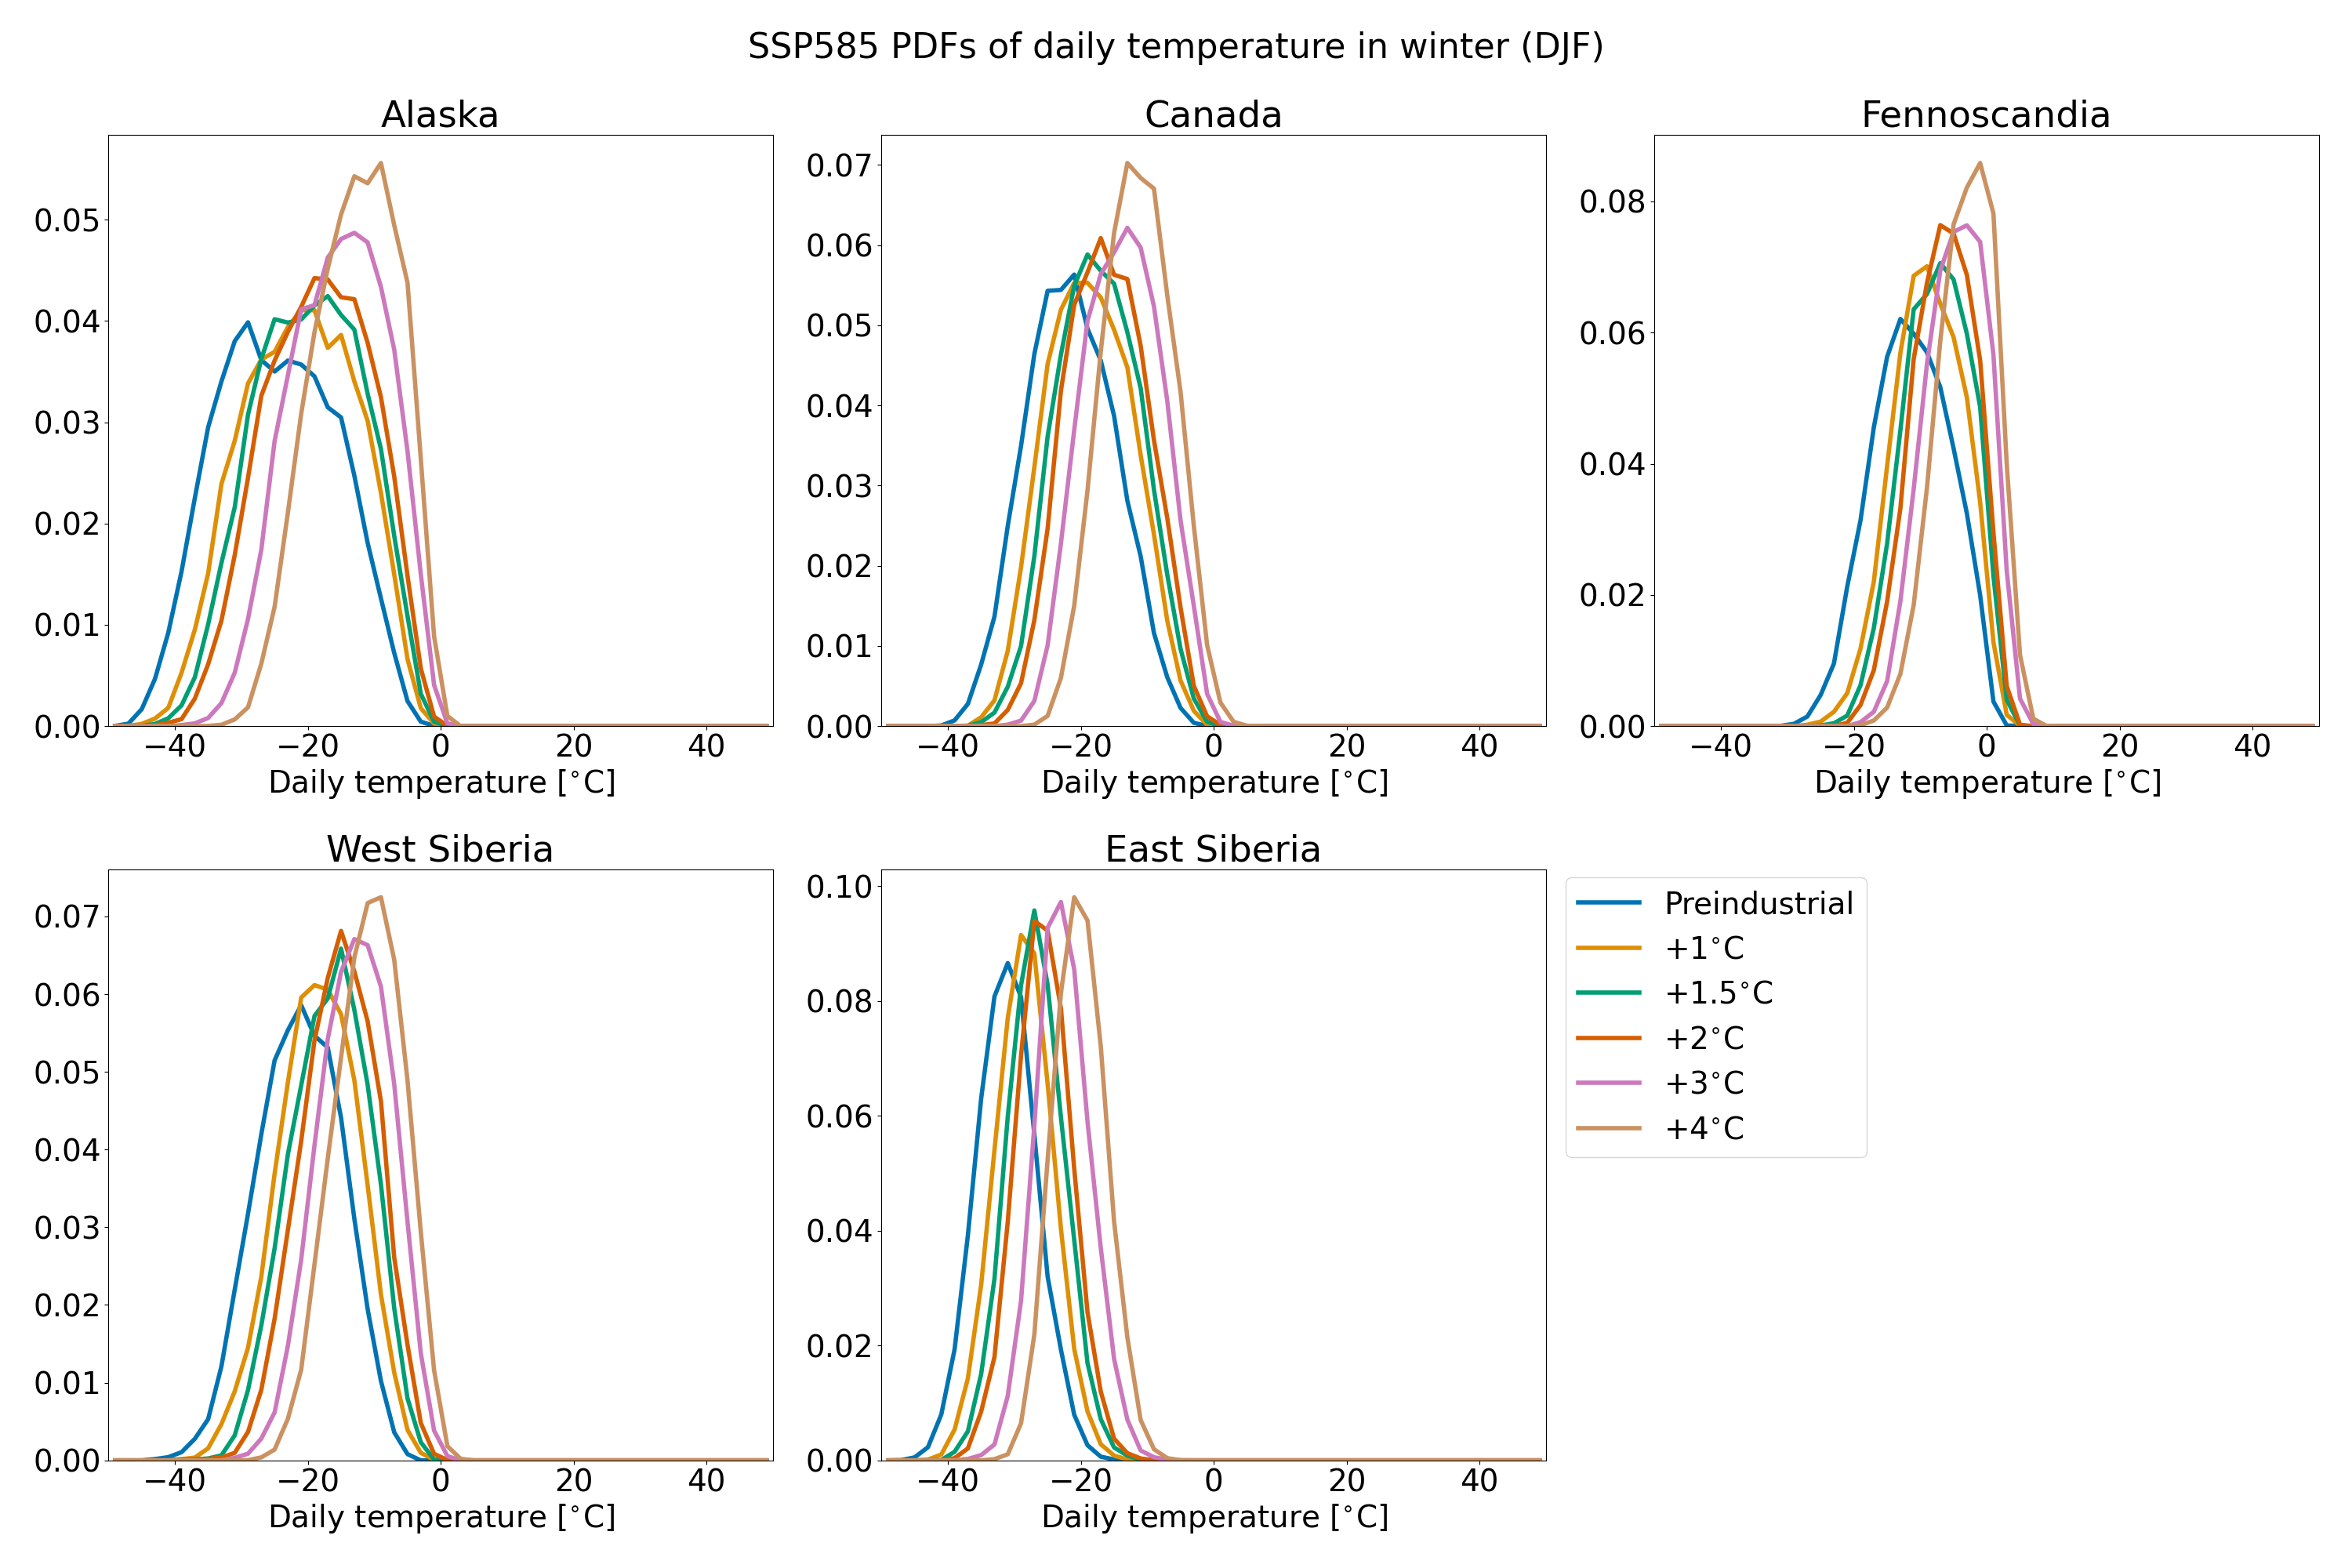 SSP585 PDFs of daily temperature in winter (DJF)
Alaska
0.05
0.04
0.03
0.02
0.01
0.00
−40 −20 0 20 40
Daily temperature [°C]
Canada
0.07
0.06
0.05
0.04
0.03
0.02
0.01
0.00
−40 −20 0 20 40
Daily temperature [°C]
Fennoscandia
0.08
0.06
0.04
0.02
0.00
−40 −20 0 20 40
Daily temperature [°C]
West Siberia
0.07
0.06
0.05
0.04
0.03
0.02
0.01
0.00
−40 −20 0 20 40
Daily temperature [°C]
East Siberia
0.10
0.08
0.06
0.04
0.02
0.00
−40 −20 0 20 40
Daily temperature [°C]
Preindustrial
+1°C
+1.5°C
+2°C
+3°C
+4°C